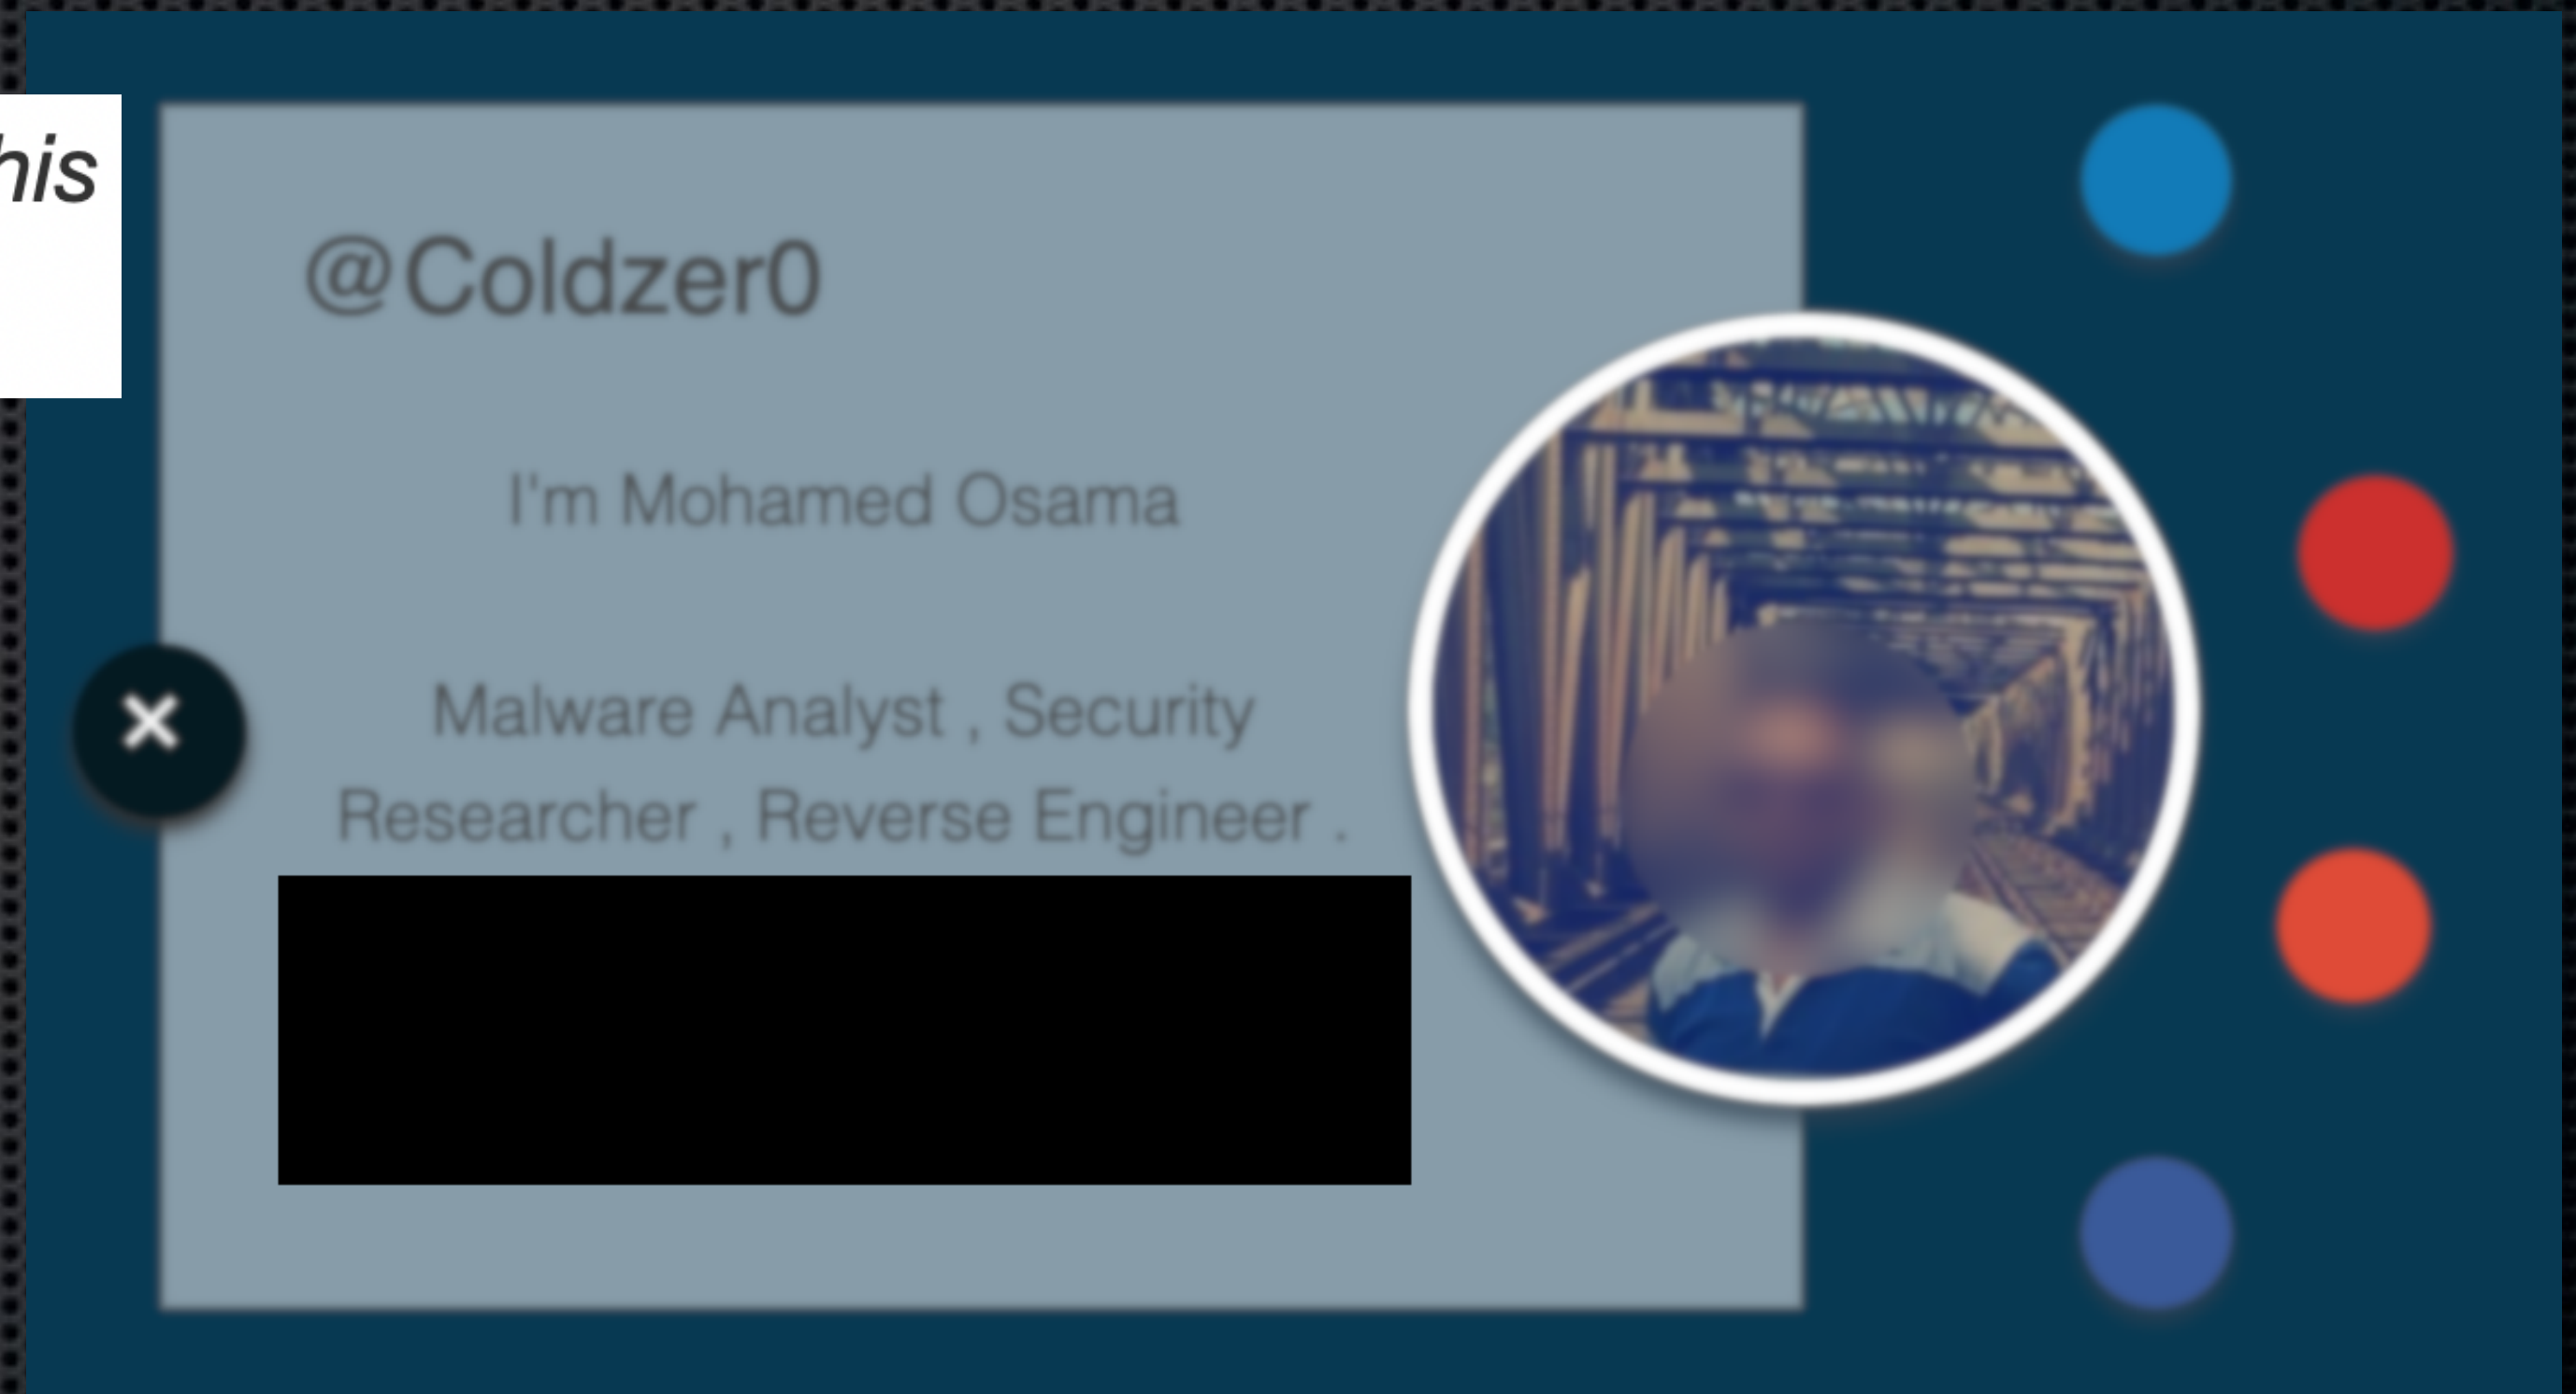 his
@Coldzer0
I'm Mohamed Osama
Malware Analyst , Security
Researcher , Reverse Engineer .